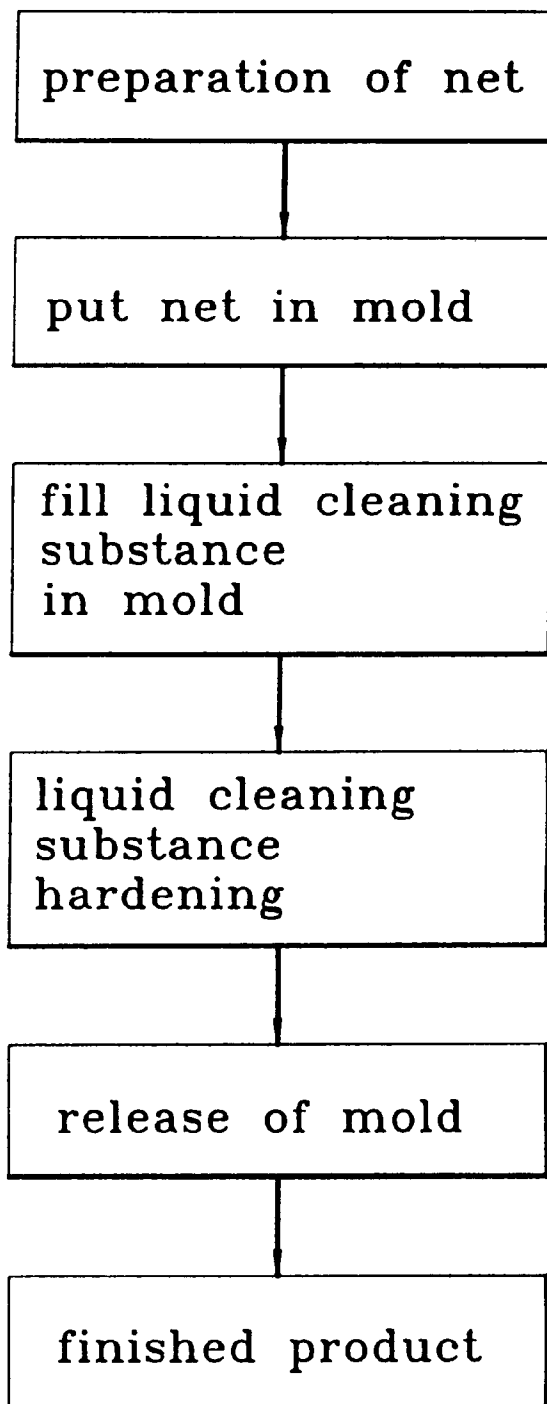 preparation of net
put net in mold
fill liquid cleaning
substance
in mold
liquid cleaning
substance
hardening
release of mold
finished product